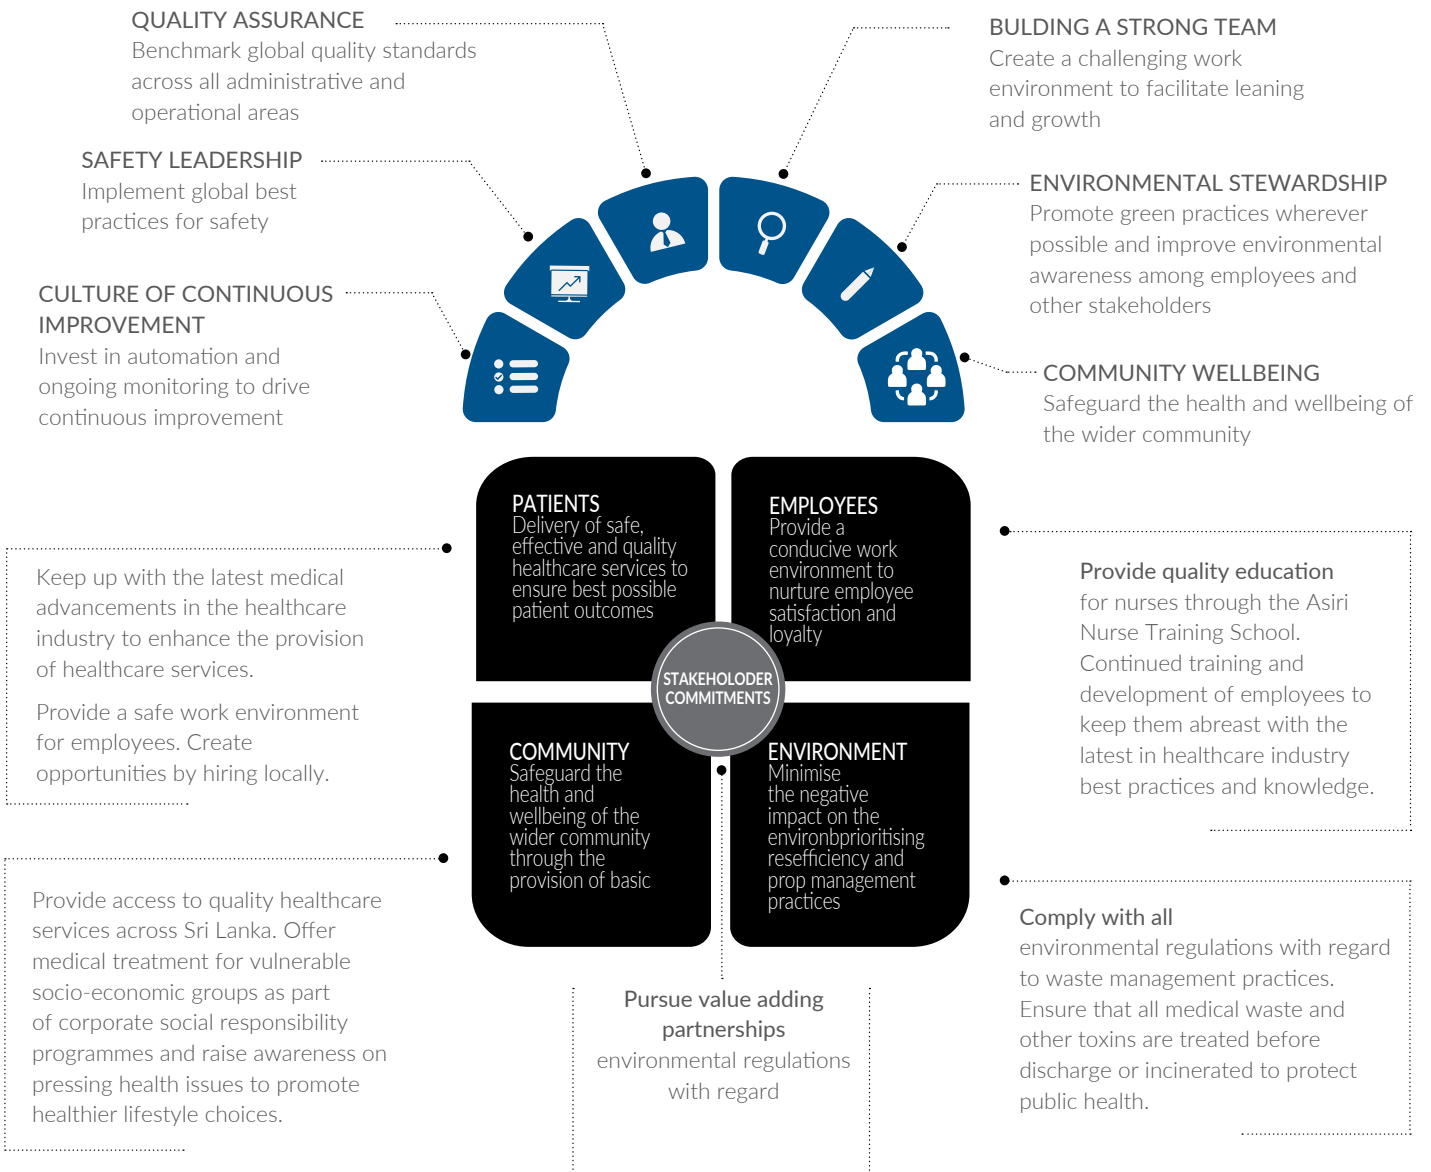 QUALITY ASSURANCE
Benchmark global quality standards
across all administrative and
operational areas
SAFETY LEADERSHIP
Implement global best
practices for safety
CULTURE OF CONTINUOUS
IMPROVEMENT
Invest in automation and
ongoing monitoring to drive
continuous improvement
BULDING A STRONG TEAM
Create a challenging work
environment to facilitate leaning
and growth
ENVIRONMENTAL STEWARDSHIP
Promote green practices wherever
possible and improve environmental
awareness among employees and
other stakeholders
COMMUNITY WELLBEING
Safeguard the health and wellbeing of
the wider community
PATIENTS
Delivery of safe,
effective and quality
healthcare services to
ensure best possible
patient outcomes
EMPLOYEES
Provide a
conducive work
environment to
nurture employee
satisfaction and
loyalty
STAKEHOLODER
COMMITMENTS
COMMUNITY
Safeguard the
health and
wellbeing of the
wider community
through the
provision of basic
ENVIRONMENT
Minimise
the negative
impact on the
environbprioritising
resefficiency and
prop management
practices
Keep up with the latest medical
advancements in the healthcare
industry to enhance the provision
of healthcare services.
Provide a safe work environment
for employees. Create
opportunities by hiring locally.
Provide quality education
for nurses through the Asiri
Nurse Training School.
Continued training and
development of employees to
keep them abreast with the
latest in healthcare industry
best practices and knowledge.
Provide access to quality healthcare
services across Sri Lanka. Offer
medical treatment for vulnerable
socio-economic groups as part
of corporate social responsibility
programmes and raise awareness on
pressing health issues to promote
healthier lifestyle choices.
Pursue value adding
partnerships
environmental regulations
with regard
Comply with all
environmental regulations with regard
to waste management practices.
Ensure that all medical waste and
other toxins are treated before
discharge or incinerated to protect
public health.